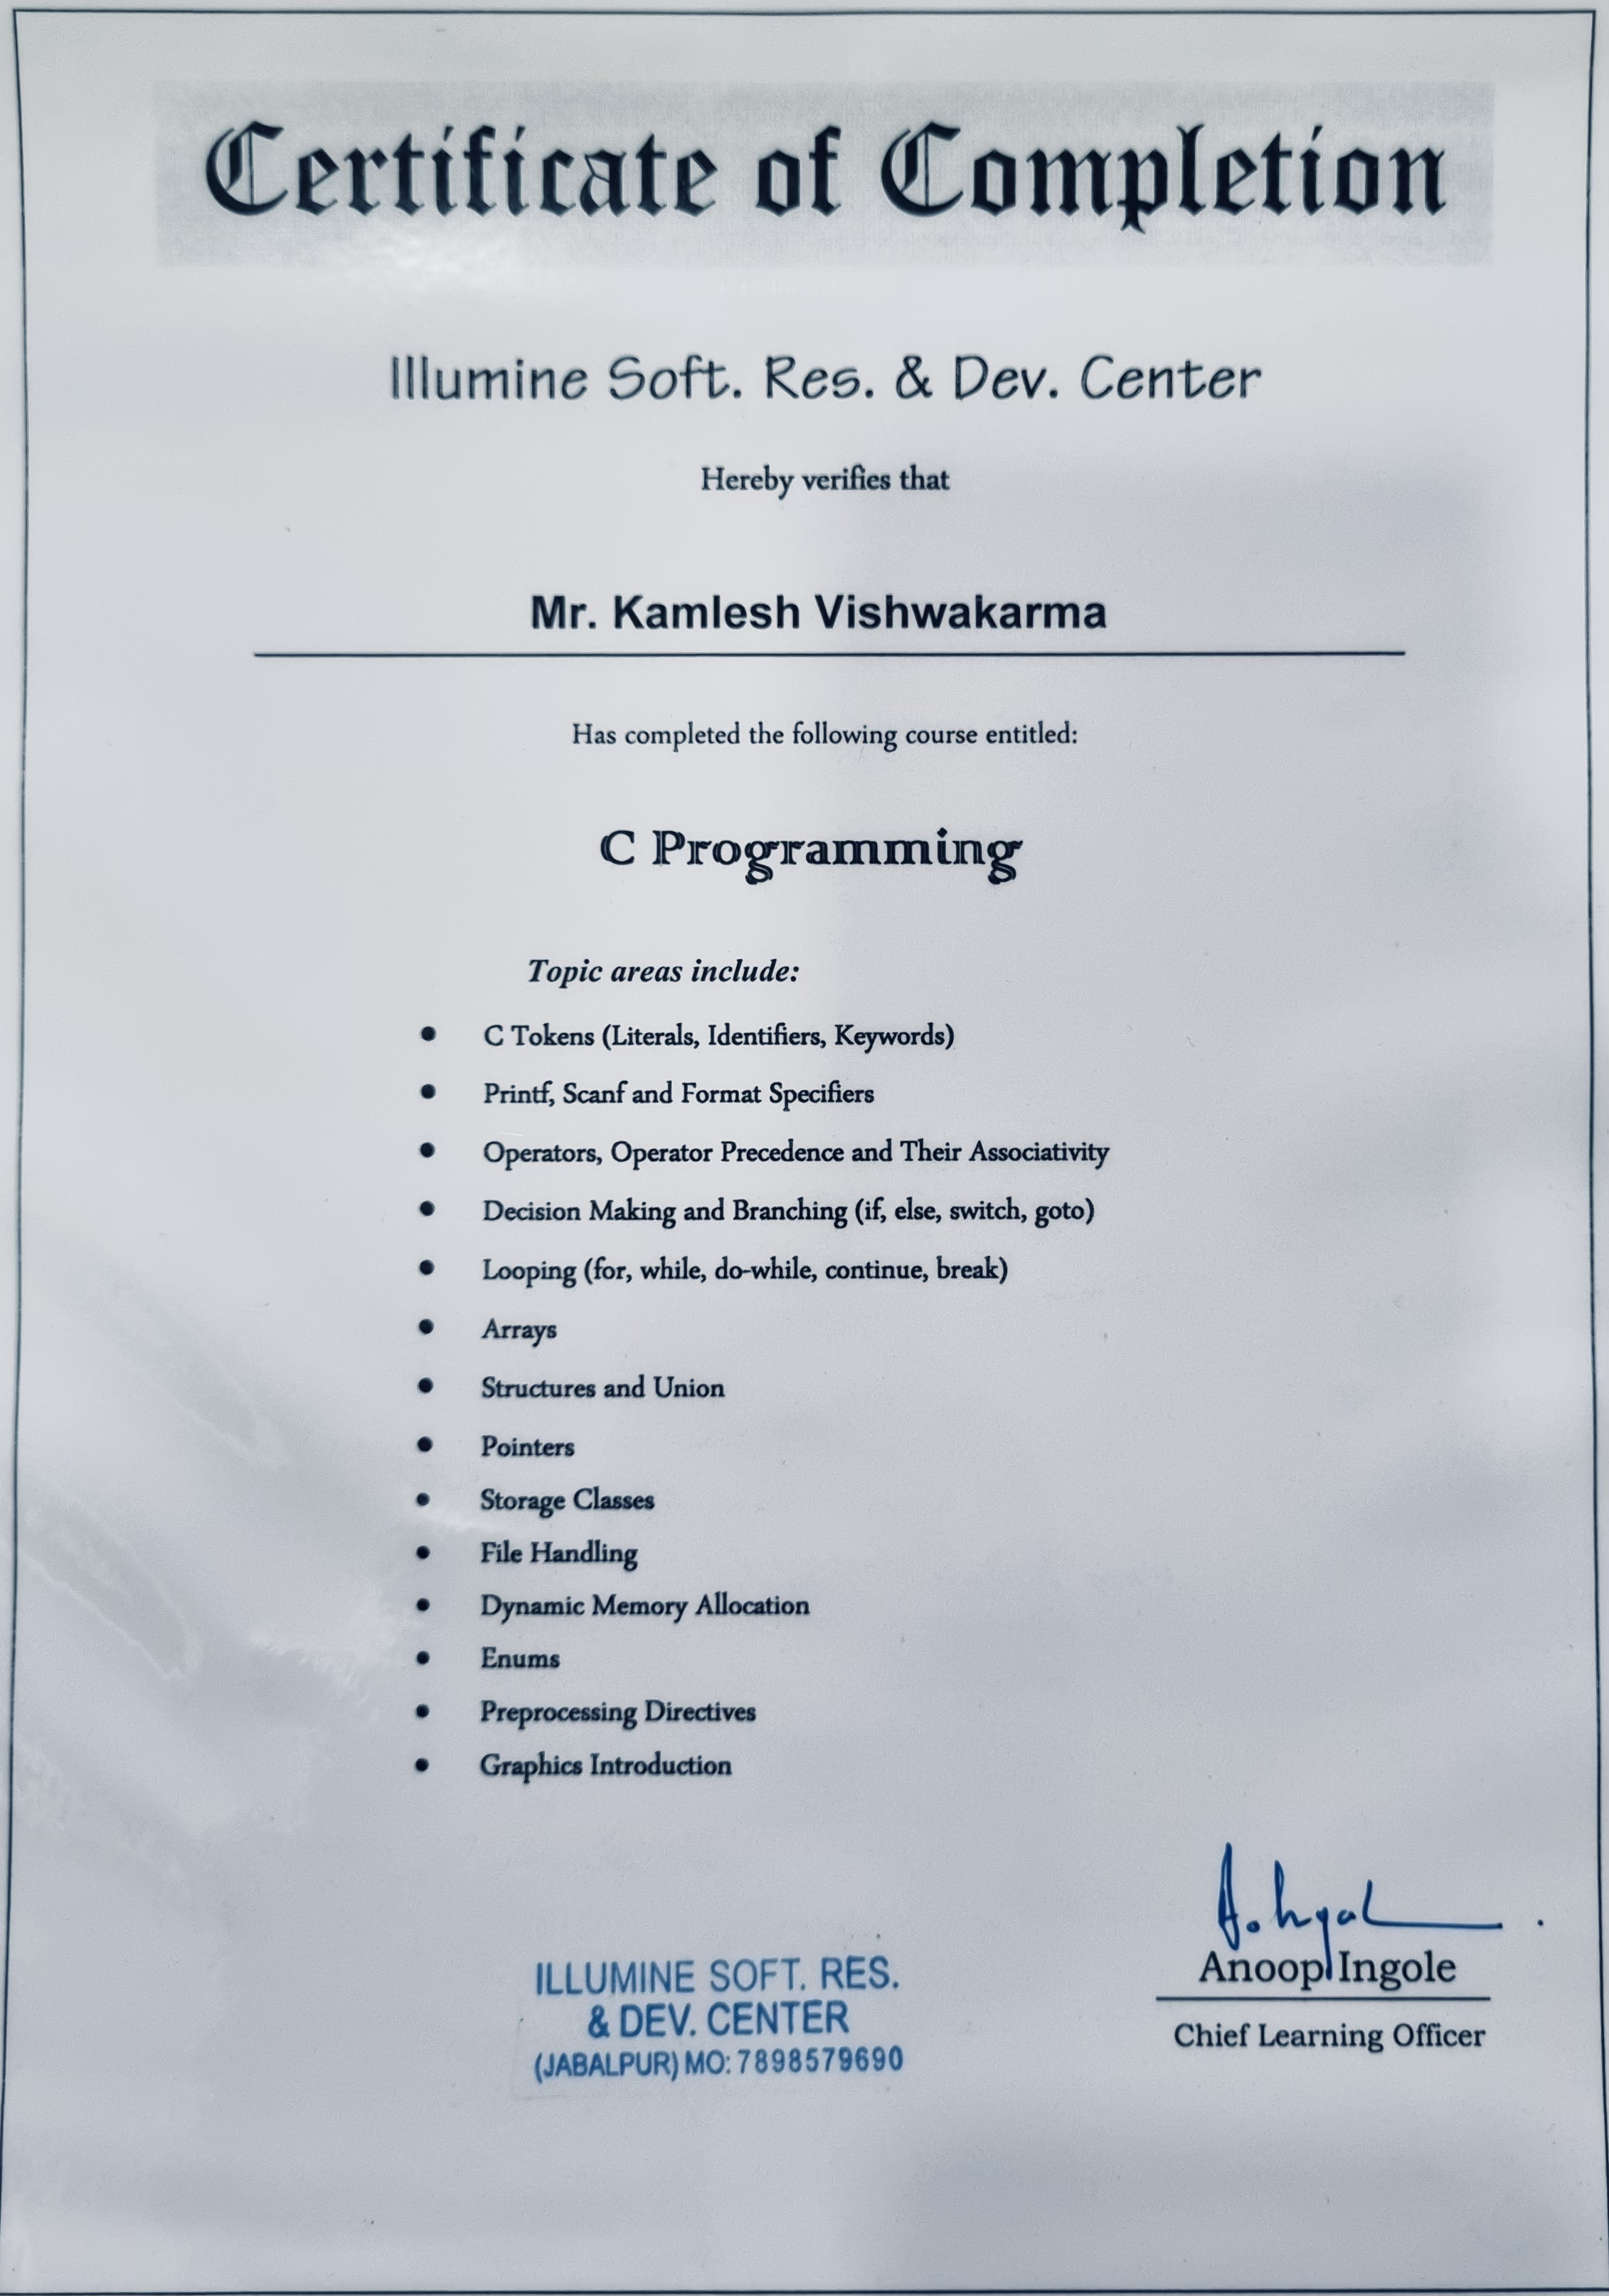 Certificate of Completion
Illumine Soft. Res. & Dev. Center
Hereby verifies that
Mr. Kamlesh Vishwakarma
Has completed the following course entitled:
C Programming
Topic areas include:
• C Tokens (Literals, Identifiers, Keywords)
• Printf, Scanf and Format Specifiers
• Operators, Operator Precedence and Their Associativity
• Decision Making and Branching (if, else, switch, goto)
• Looping (for, while, do-while, continue, break)
• Arrays
• Structures and Union
• Pointers
• Storage Classes
• File Handling
• Dynamic Memory Allocation
• Enums
• Preprocessing Directives
• Graphics Introduction
Anoop Ingole
Chief Learning Officer
ILLUMINE SOFT. RES.
& DEV. CENTER
(JABALPUR) MO: 7898579690